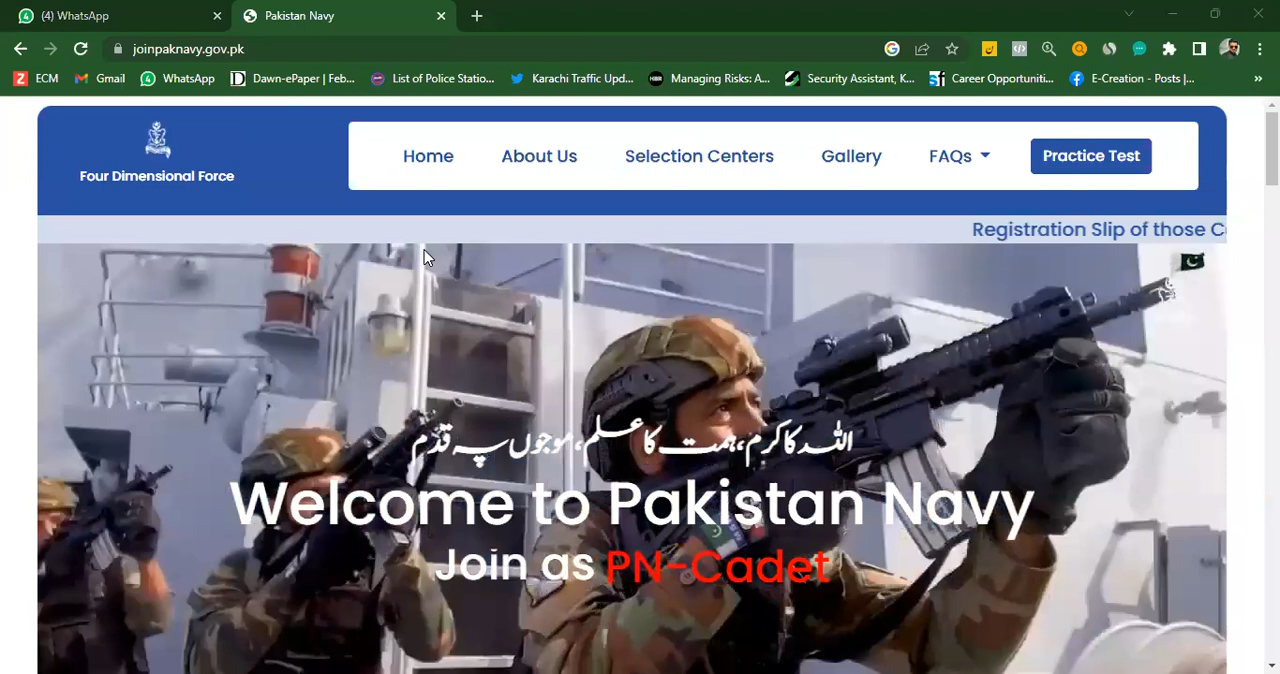 (4) WhatsApp
Pakistan Navy
joinpaknavy.gov.pk
ECM
Gmail
WhatsApp
Dawn-ePaper | Feb...
List of Police Statio...
Karachi Traffic Upd...
Managing Risks: A...
Security Assistant, K...
Career Opportuniti...
E-Creation - Posts |...
Four Dimensional Force
Home
About Us
Selection Centers
Gallery
FAQs
Practice Test
Registration Slip of those C
اللہ کا کرم، ہمت کا علم، موجوں پہ قدم
Welcome to Pakistan Navy
Join as PN-Cadet